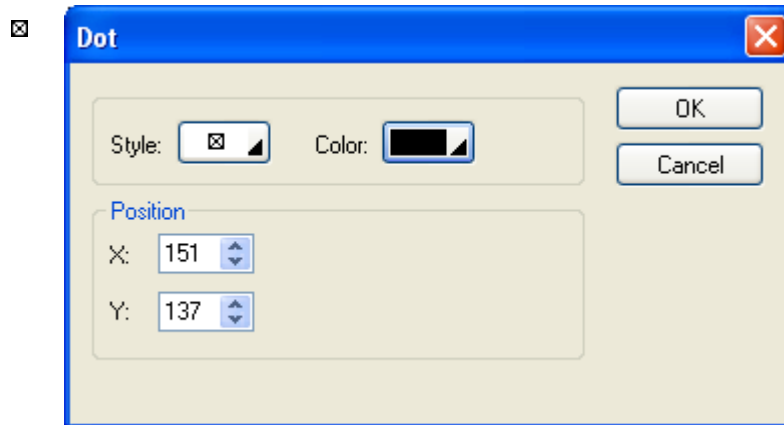 Dot
Style: Color:
OK
Cancel
Position
X: 151
Y: 137